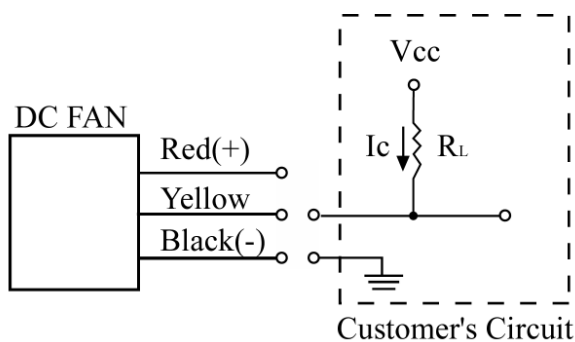 Vcc
DC FAN
Red(+)
Ic
RL
Yellow
Black(-)
Customer's Circuit